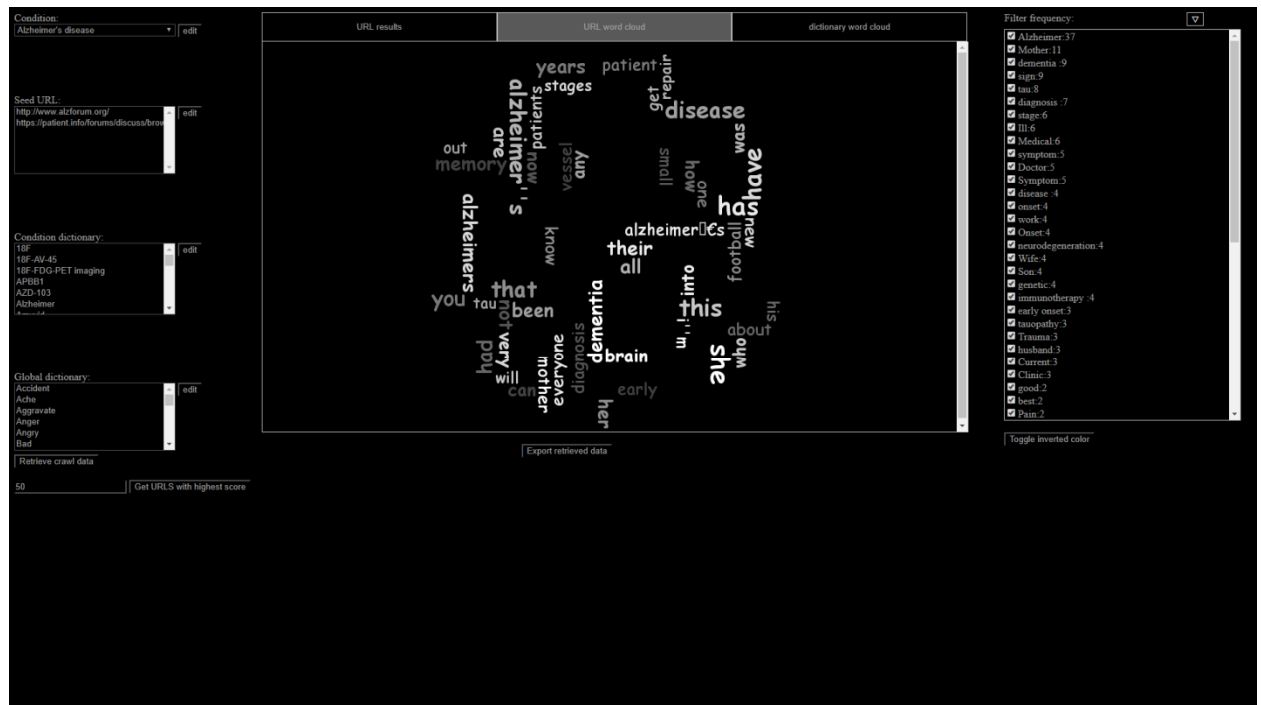 Condition:
Alzheimer's disease
edit
Seed URL:
http://www.alzforum.org/
https://patient.info/forums/discuss/brow
edit
Condition dictionary:
18F
18F-AV-45
18F-FDG-PET imaging
APBB1
AZD-103
Alzheimer
edit
Global dictionary:
Accident
Ache
Aggravate
Anger
Angry
Bad
edit
Retrieve crawl data
50
Get URLS with highest score
URL results
URL word cloud
dictionary word cloud
years
patient
repair
get
stages
alzheimer''s
patients
disease
was
out
are
now
memory
vessel
any
small
how
one
have
has
new
alzheimers
know
alzheimer€s
their
all
football
into
you
tau
that
not
been
dementia
this
i''m
his
about
had
very
will
mother
everyone
diagnosis
brain
she
who
can
early
her
Export retrieved data
Filter frequency:
Alzheimer:37
Mother:11
dementia :9
sign:9
tau:8
diagnosis :7
stage:6
Ill:6
Medical:6
symptom:5
Doctor:5
Symptom:5
disease :4
onset:4
work:4
Onset:4
neurodegeneration:4
Wife:4
Son:4
genetic:4
immunotherapy :4
early onset:3
tauopathy:3
Trauma:3
husband:3
Current:3
Clinic:3
good:2
best:2
Pain:2
Toggle inverted color